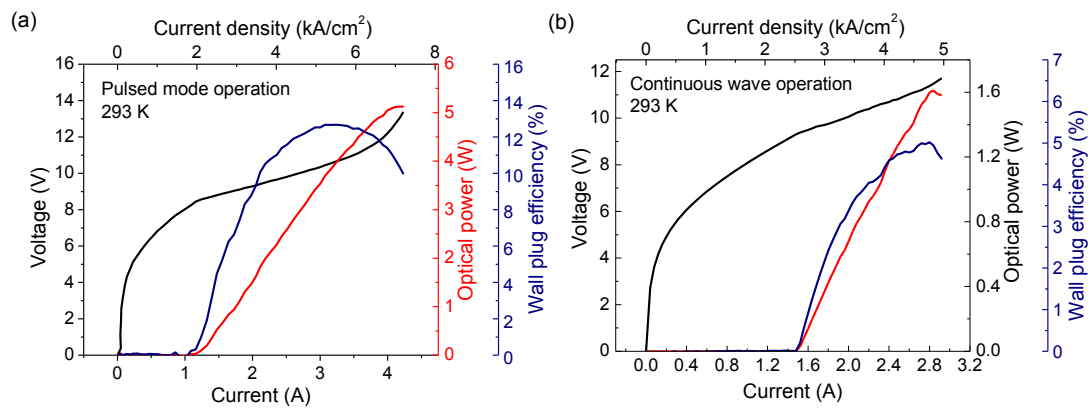 (a)
Current density (kA/cm²)
0 2 4 6 8
Pulsed mode operation
293 K
Voltage (V)
16
14
12
10
8
6
4
2
0
0 1 2 3 4
Current (A)
Optical power (W)
6
5
4
3
2
1
0
Wall plug efficiency (%)
16
14
12
10
8
6
4
2
0
(b)
Current density (kA/cm²)
0 1 2 3 4 5
Continuous wave operation
293 K
Voltage (V)
12
10
8
6
4
2
0
0.0 0.4 0.8 1.2 1.6 2.0 2.4 2.8 3.2
Current (A)
Optical power (W)
1.6
1.2
0.8
0.4
0.0
Wall plug efficiency (%)
7
6
5
4
3
2
1
0